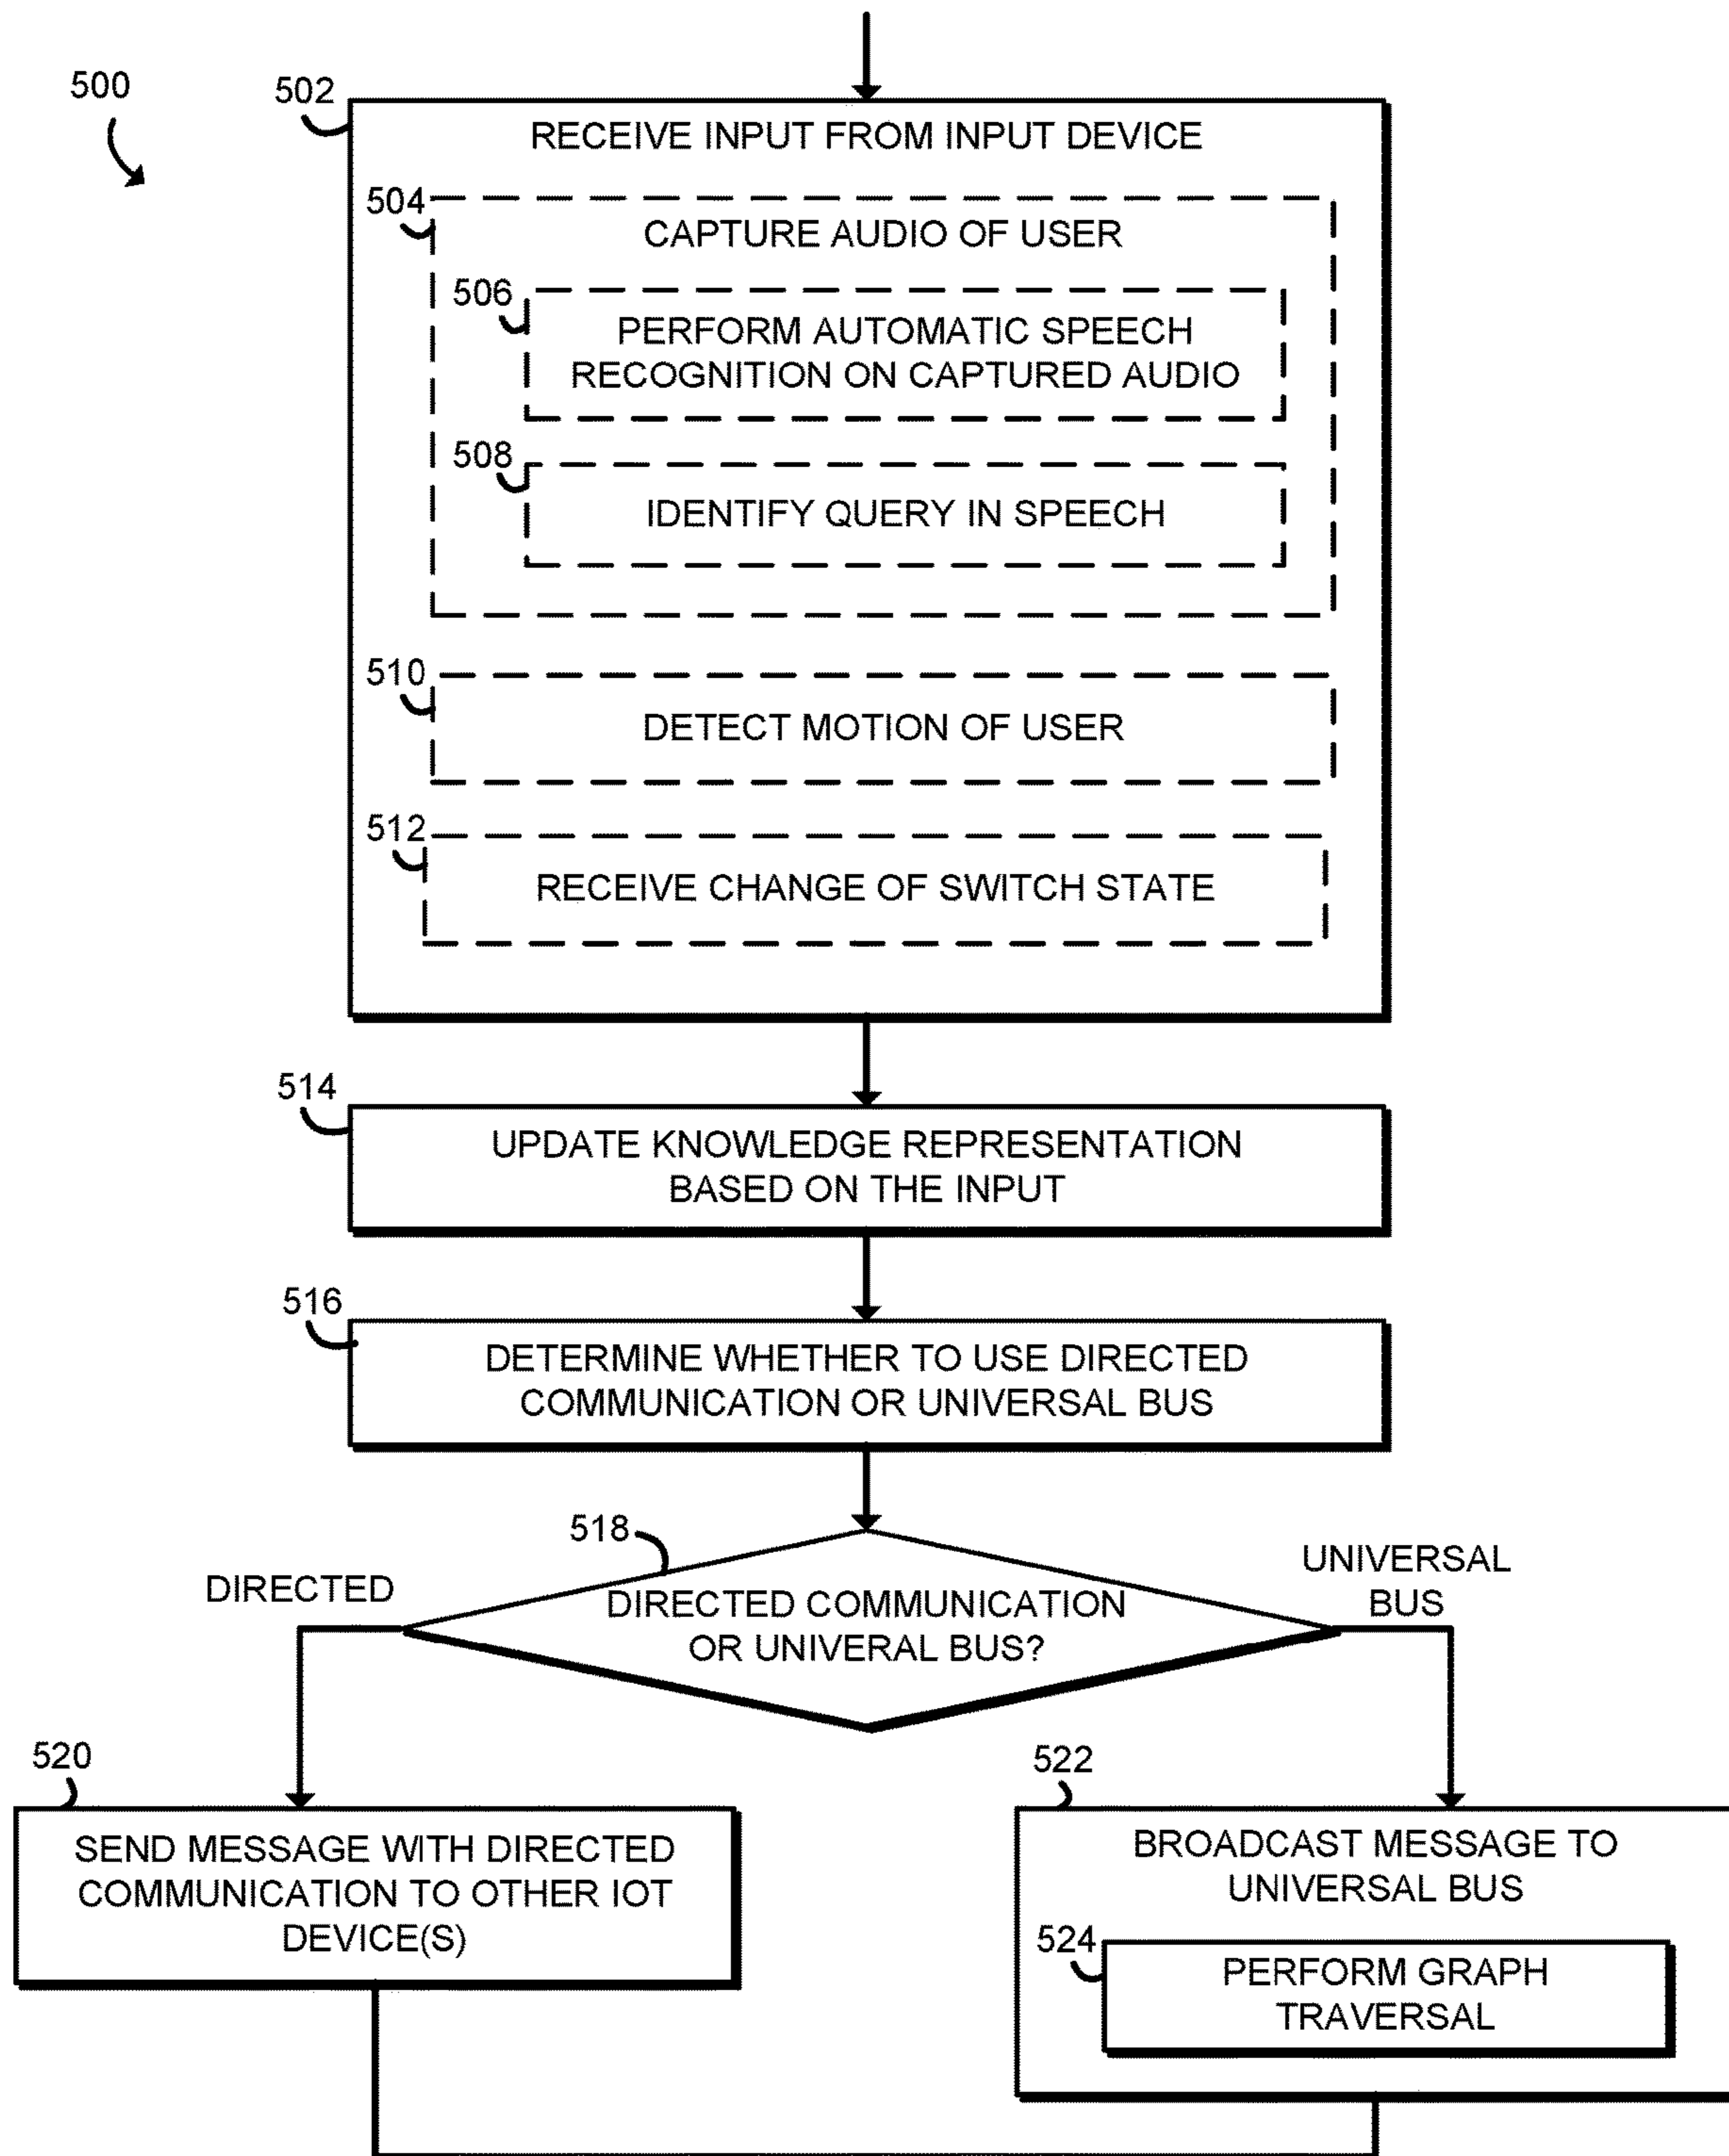 500
502
RECEIVE INPUT FROM INPUT DEVICE
504
CAPTURE AUDIO OF USER
506
PERFORM AUTOMATIC SPEECH
RECOGNITION ON CAPTURED AUDIO
508
IDENTIFY QUERY IN SPEECH
510
DETECT MOTION OF USER
512
RECEIVE CHANGE OF SWITCH STATE
514
UPDATE KNOWLEDGE REPRESENTATION
BASED ON THE INPUT
516
DETERMINE WHETHER TO USE DIRECTED
COMMUNICATION OR UNIVERSAL BUS
518
DIRECTED COMMUNICATION
OR UNIVERAL BUS?
DIRECTED
UNIVERSAL
BUS
520
SEND MESSAGE WITH DIRECTED
COMMUNICATION TO OTHER IOT
DEVICE(S)
522
BROADCAST MESSAGE TO
UNIVERSAL BUS
524
PERFORM GRAPH
TRAVERSAL